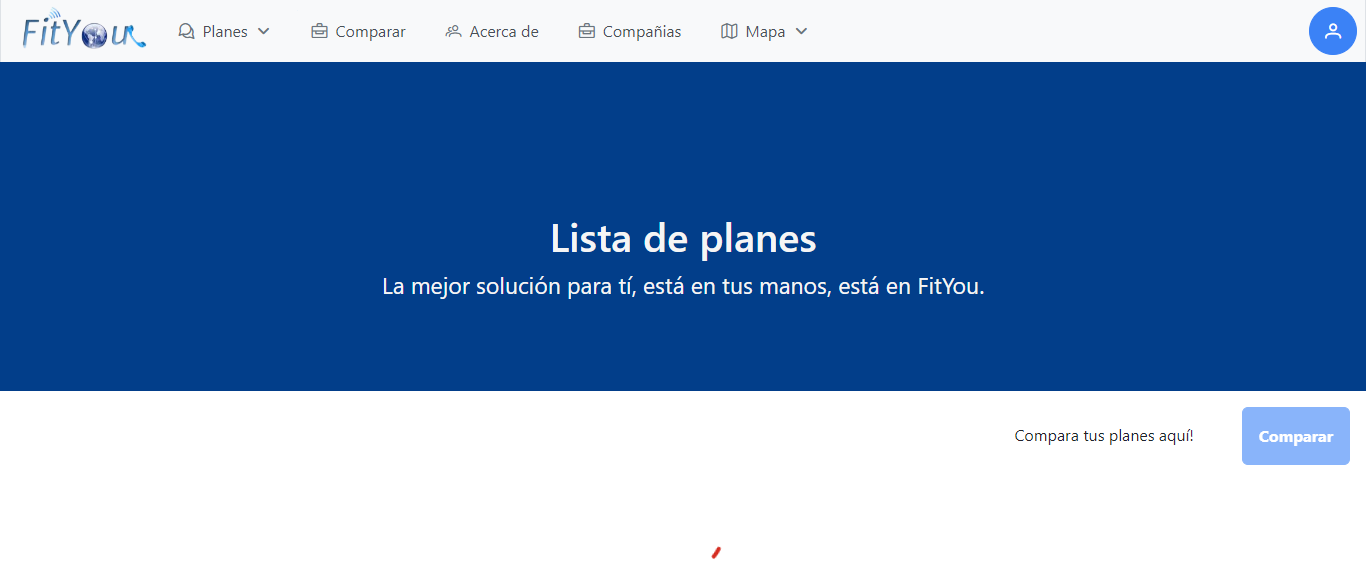 FitYou
Planes
Comparar
Acerca de
Compañias
Mapa
Lista de planes
La mejor solución para tí, está en tus manos, está en FitYou.
Compara tus planes aquí!
Comparar